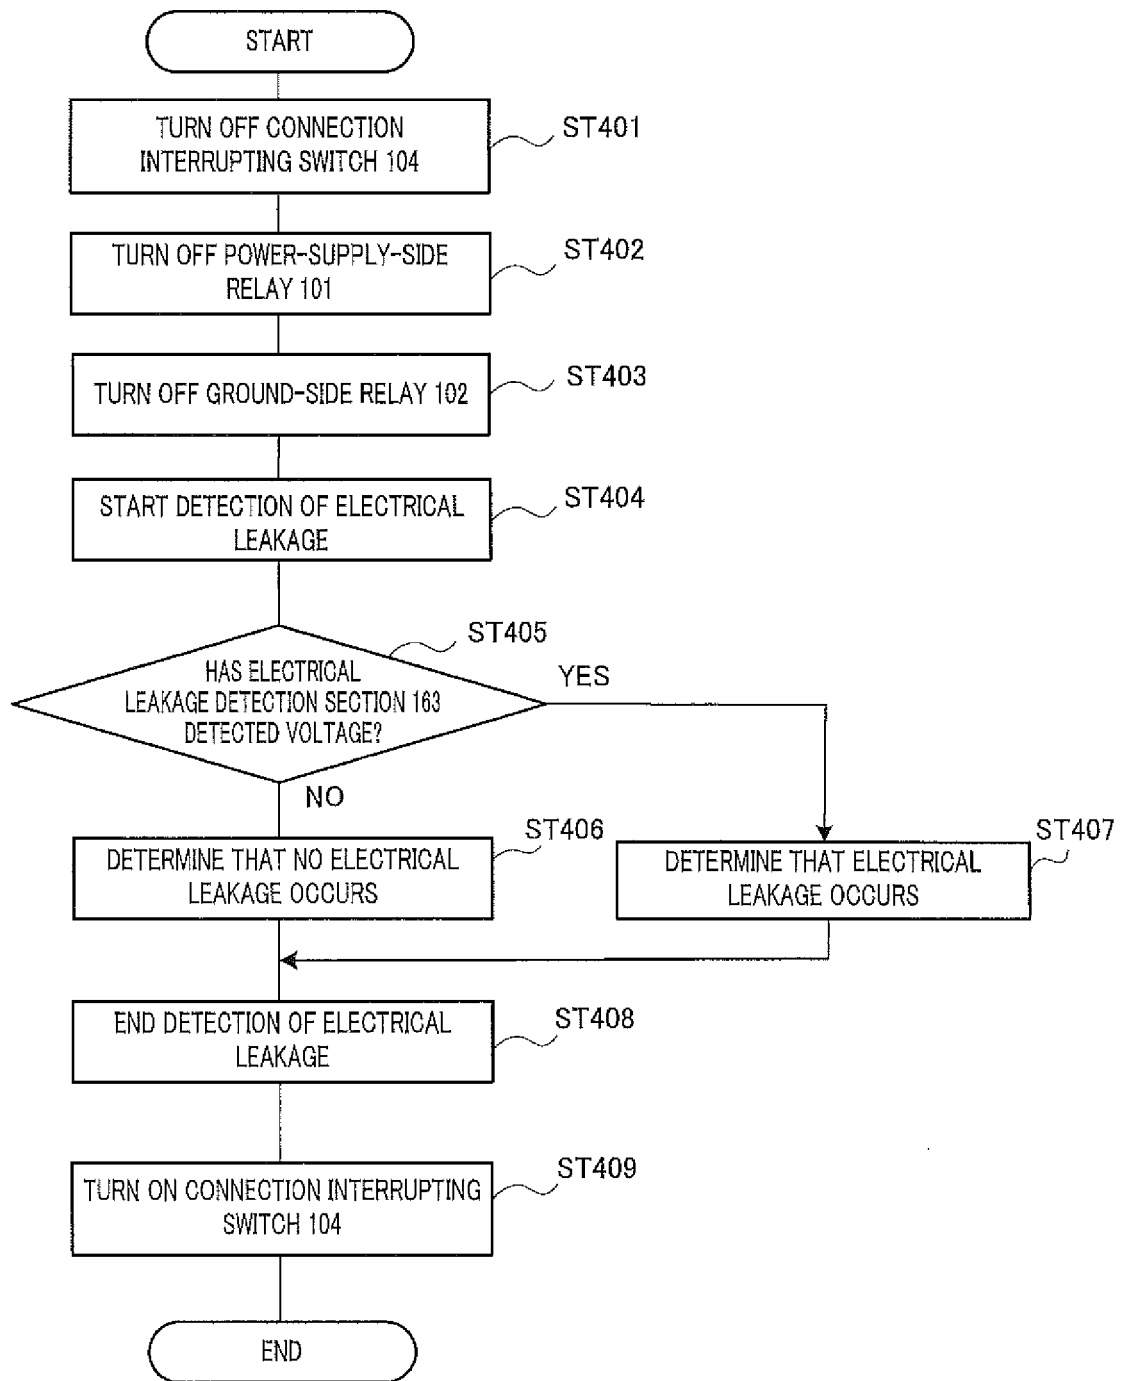 START
TURN OFF CONNECTION
INTERRUPTING SWITCH 104
ST401
TURN OFF POWER-SUPPLY-SIDE
RELAY 101
ST402
TURN OFF GROUND-SIDE RELAY 102
ST403
START DETECTION OF ELECTRICAL
LEAKAGE
ST404
ST405
HAS ELECTRICAL
LEAKAGE DETECTION SECTION 163
DETECTED VOLTAGE?
YES
NO
DETERMINE THAT NO ELECTRICAL
LEAKAGE OCCURS
ST406
DETERMINE THAT ELECTRICAL
LEAKAGE OCCURS
ST407
END DETECTION OF ELECTRICAL
LEAKAGE
ST408
TURN ON CONNECTION INTERRUPTING
SWITCH 104
ST409
END